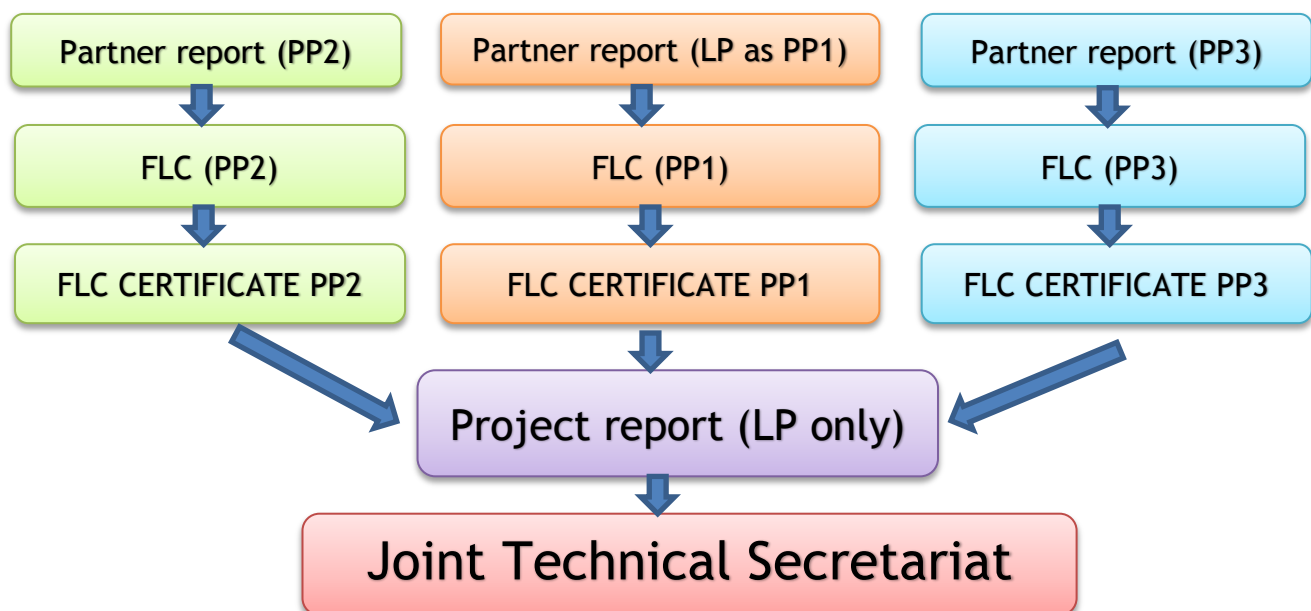 Partner report (PP2)
Partner report (LP as PP1)
Partner report (PP3)
FLC (PP2)
FLC (PP1)
FLC (PP3)
FLC CERTIFICATE PP2
FLC CERTIFICATE PP1
FLC CERTIFICATE PP3
Project report (LP only)
Joint Technical Secretariat